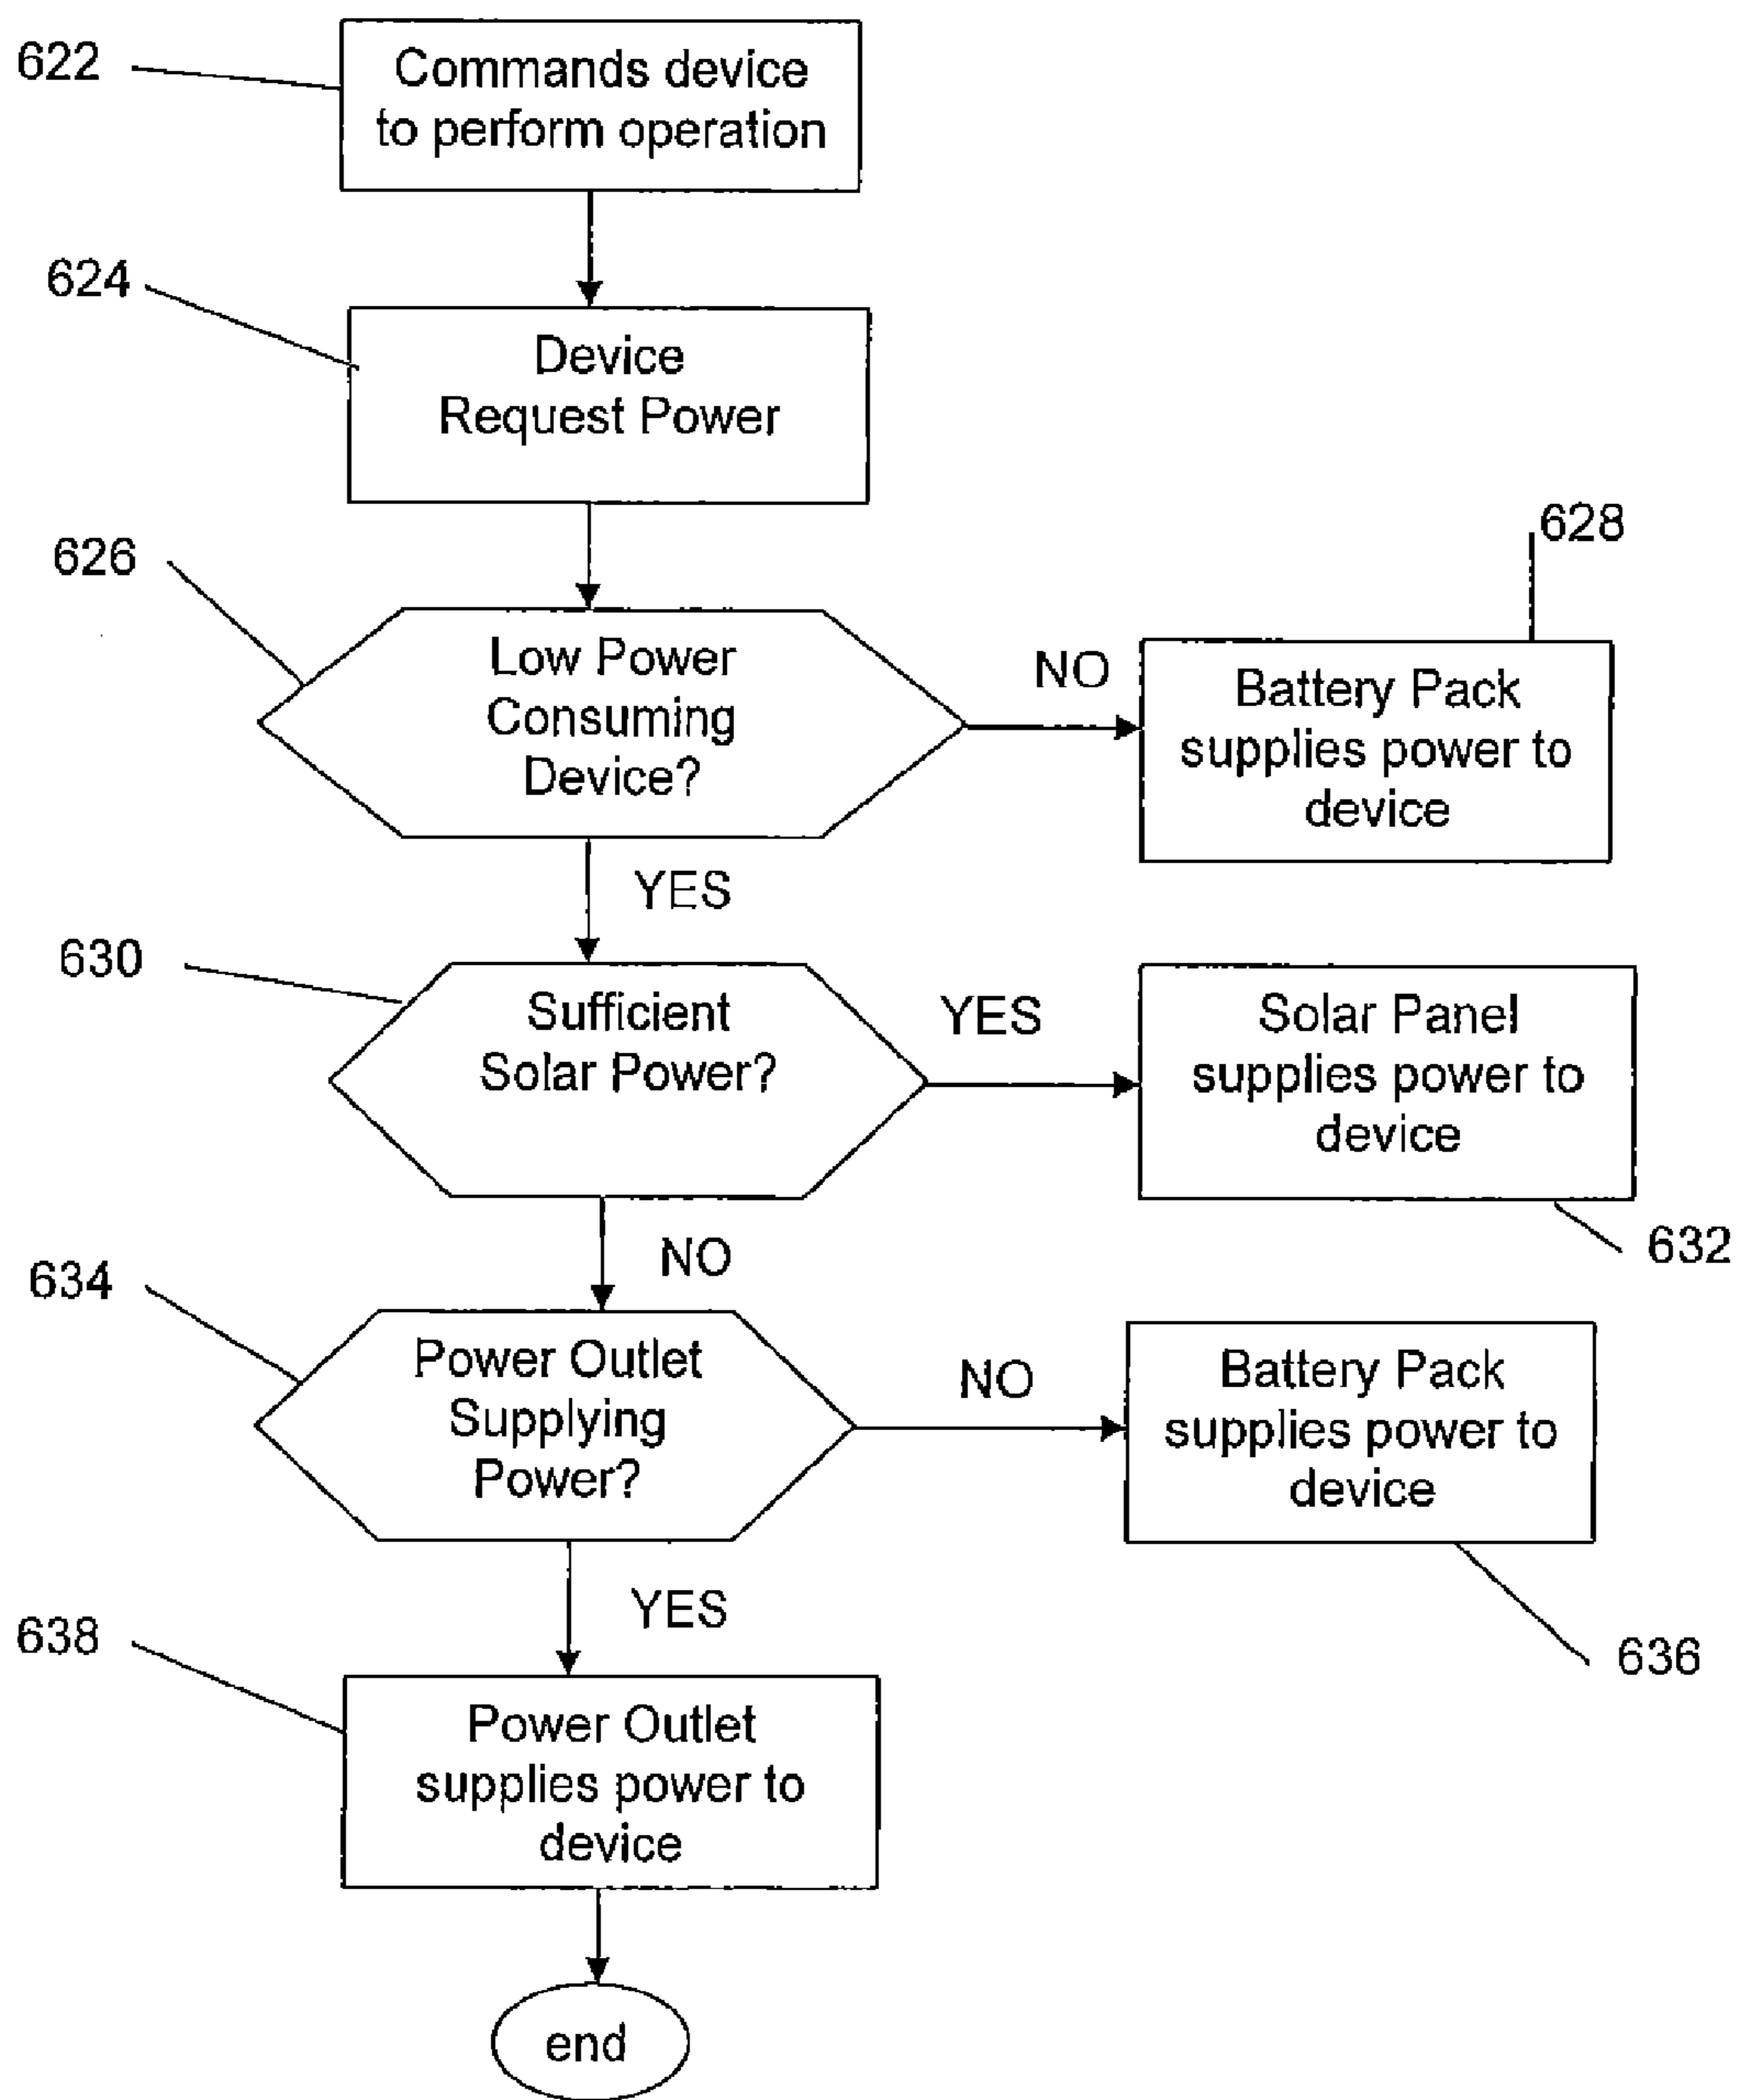 622
Commands device
to perform operation
624
Device
Request Power
626
Low Power
Consuming
Device?
NO
628
Battery Pack
supplies power to
device
YES
630
Sufficient
Solar Power?
YES
Solar Panel
supplies power to
device
632
NO
634
Power Outlet
Supplying
Power?
NO
Battery Pack
supplies power to
device
636
YES
638
Power Outlet
supplies power to
device
end